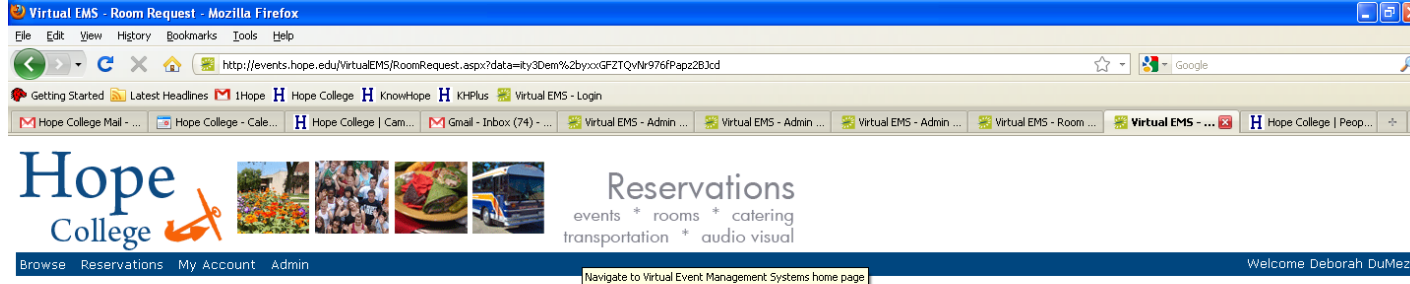 Virtual EMS - Room Request - Mozilla Firefox
File Edit View History Bookmarks Tools Help
http://events.hope.edu/VirtualEMS/RoomRequest.aspx?data=ity3Dem%2byxxGFZTQvNr976fPapz2BJcd Google
Getting Started Latest Headlines 1Hope H Hope College H KnowHope H KHPlus Virtual EMS - Login
Hope College Mail - ... Hope College - Cale... H Hope College | Cam... Gmail - Inbox (74) - ... Virtual EMS - Admin ... Virtual EMS - Admin ... Virtual EMS - Admin ... Virtual EMS - Room ... Virtual EMS - ... H Hope College | Peop...
Hope
College
Reservations
events * rooms * catering
transportation * audio visual
Browse Reservations My Account Admin Welcome Deborah DuMez
Navigate to Virtual Event Management Systems home page